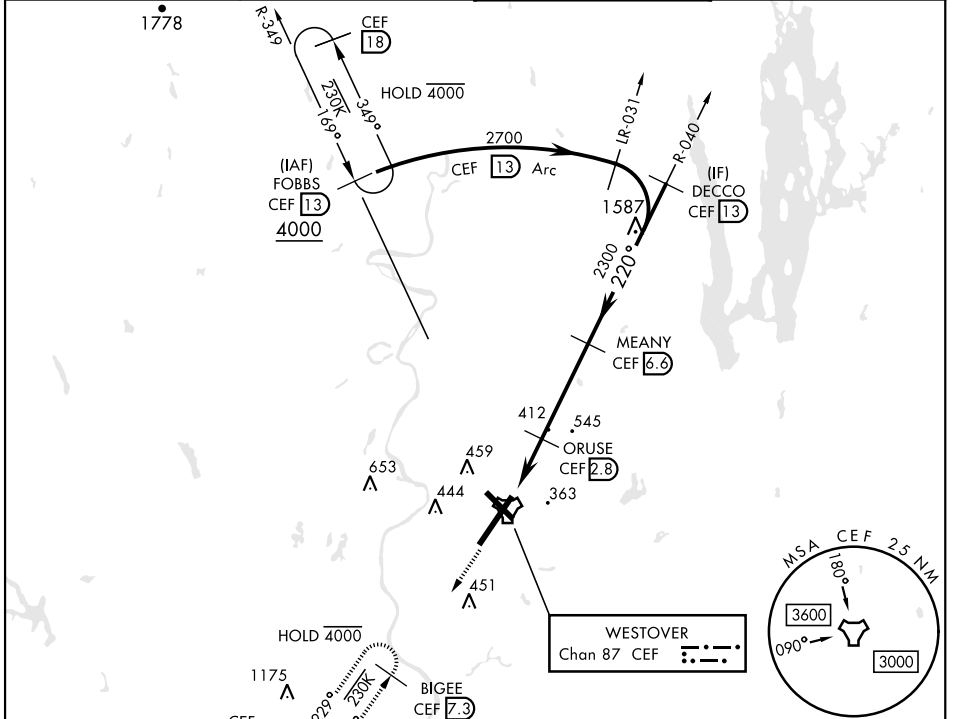 1778
R-349
CEF
18
HOLD 4000
230K
169°
349°
(IAF)
FOBBS
CEF 13
4000
2700
CEF 13 Arc
LR-031
R-040
(IF)
DECCO
CEF 13
1587
2300
220°
MEANY
CEF 6.6
412
545
ORUSE
CEF 2.8
459
653
444
363
451
MSA CEF 25 NM
180°
3600
090°
3000
WESTOVER
Chan 87 CEF
HOLD 4000
1175
229°
230K
BIGEE
CEF 7.3
CEF